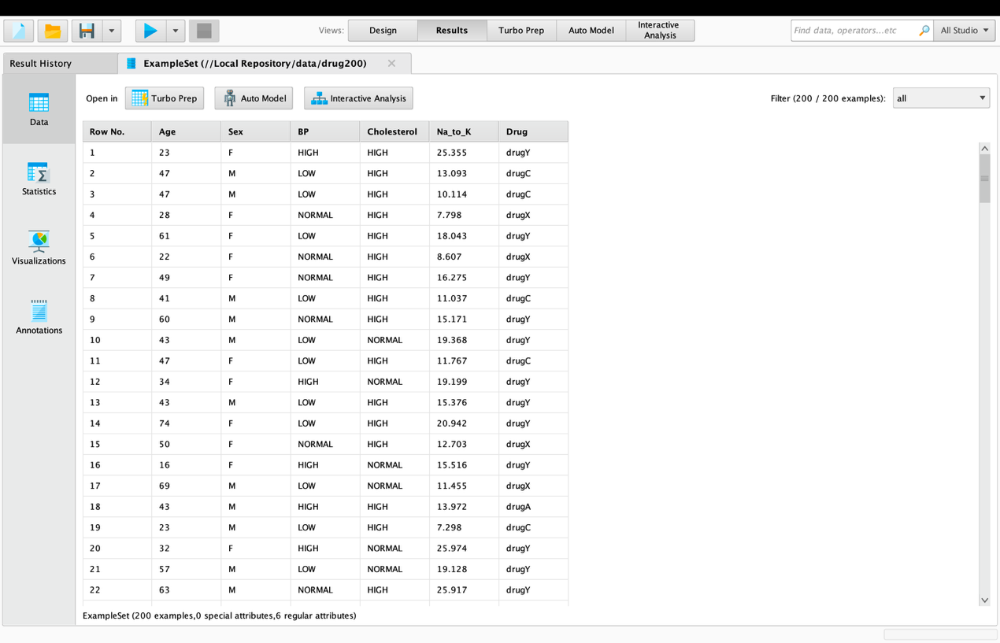 Views: Design Results Turbo Prep Auto Model Interactive Analysis Find data, operators...etc All Studio
Result History ExampleSet (//Local Repository/data/drug200)
Data
Statistics
Visualizations
Annotations
Open in Turbo Prep Auto Model Interactive Analysis Filter (200 / 200 examples): all
Row No. Age Sex BP Cholesterol Na_to_K Drug
1 23 F HIGH HIGH 25.355 drugY
2 47 M LOW HIGH 13.093 drugC
3 47 M LOW HIGH 10.114 drugC
4 28 F NORMAL HIGH 7.798 drugX
5 61 F LOW HIGH 18.043 drugY
6 22 F NORMAL HIGH 8.607 drugX
7 49 F NORMAL HIGH 16.275 drugY
8 41 M LOW HIGH 11.037 drugC
9 60 M NORMAL HIGH 15.171 drugY
10 43 M LOW NORMAL 19.368 drugY
11 47 F LOW HIGH 11.767 drugC
12 34 F HIGH NORMAL 19.199 drugY
13 43 M LOW HIGH 15.376 drugY
14 74 F LOW HIGH 20.942 drugY
15 50 F NORMAL HIGH 12.703 drugX
16 16 F HIGH NORMAL 15.516 drugY
17 69 M LOW NORMAL 11.455 drugX
18 43 M HIGH HIGH 13.972 drugA
19 23 M LOW HIGH 7.298 drugC
20 32 F HIGH NORMAL 25.974 drugY
21 57 M LOW NORMAL 19.128 drugY
22 63 M NORMAL HIGH 25.917 drugY
ExampleSet (200 examples,0 special attributes,6 regular attributes)